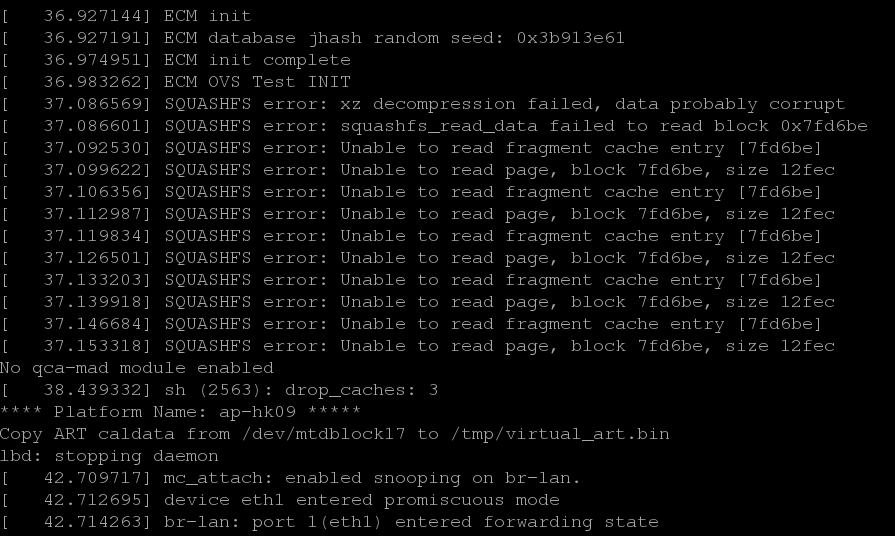 [   36.927144] ECM init
[   36.927191] ECM database jhash random seed: 0x3b913e61
[   36.974951] ECM init complete
[   36.983262] ECM OVS Test INIT
[   37.086569] SQUASHFS error: xz decompression failed, data probably corrupt
[   37.086601] SQUASHFS error: squashfs_read_data failed to read block 0x7fd6be
[   37.092530] SQUASHFS error: Unable to read fragment cache entry [7fd6be]
[   37.099622] SQUASHFS error: Unable to read page, block 7fd6be, size 12fec
[   37.106356] SQUASHFS error: Unable to read fragment cache entry [7fd6be]
[   37.112987] SQUASHFS error: Unable to read page, block 7fd6be, size 12fec
[   37.119834] SQUASHFS error: Unable to read fragment cache entry [7fd6be]
[   37.126501] SQUASHFS error: Unable to read page, block 7fd6be, size 12fec
[   37.133203] SQUASHFS error: Unable to read fragment cache entry [7fd6be]
[   37.139918] SQUASHFS error: Unable to read page, block 7fd6be, size 12fec
[   37.146684] SQUASHFS error: Unable to read fragment cache entry [7fd6be]
[   37.153318] SQUASHFS error: Unable to read page, block 7fd6be, size 12fec
No qca-mad module enabled
[   38.439332] sh (2563): drop_caches: 3
**** Platform Name: ap-hk09 *****
Copy ART caldata from /dev/mtdblock17 to /tmp/virtual_art.bin
lbd: stopping daemon
[   42.709717] mc_attach: enabled snooping on br-lan.
[   42.712695] device eth1 entered promiscuous mode
[   42.714263] br-lan: port 1(eth1) entered forwarding state